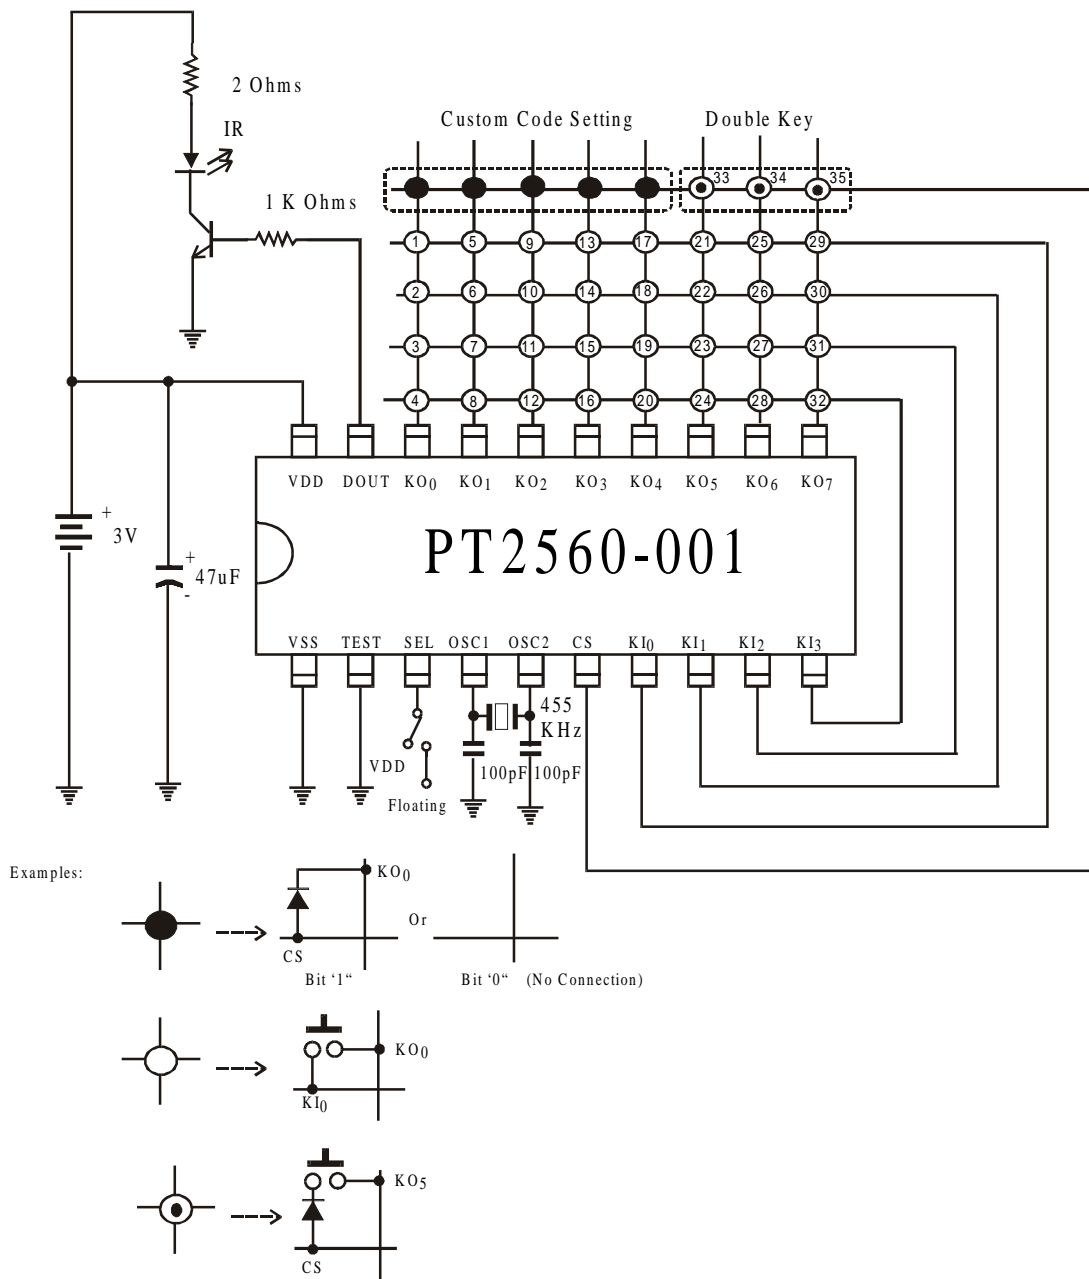 2 Ohms
IR
1 K Ohms
Custom Code Setting
Double Key
33 34 35
1 5 9 13 17 21 25 29
2 6 10 14 18 22 26 30
3 7 11 15 19 23 27 31
4 8 12 16 20 24 28 32
VDD DOUT KO0 KO1 KO2 KO3 KO4 KO5 KO6 KO7
PT2560-001
+
3V
+
47uF
-
VSS TEST SEL OSC1 OSC2 CS KI0 KI1 KI2 KI3
455
KHz
VDD
100pF 100pF
Floating
Examples:
KO0
Or
CS
Bit ‘1“
Bit ‘0“ (No Connection)
KO0
KI0
KO5
CS